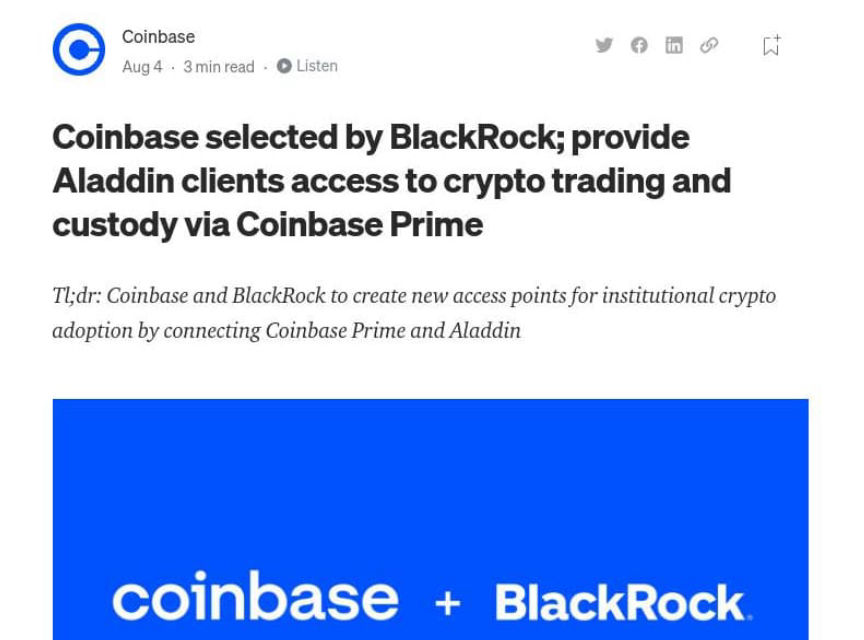 Coinbase
Aug 4 · 3 min read · Listen
Coinbase selected by BlackRock; provide
Aladdin clients access to crypto trading and
custody via Coinbase Prime
Tl;dr: Coinbase and BlackRock to create new access points for institutional crypto
adoption by connecting Coinbase Prime and Aladdin
coinbase + BlackRock.